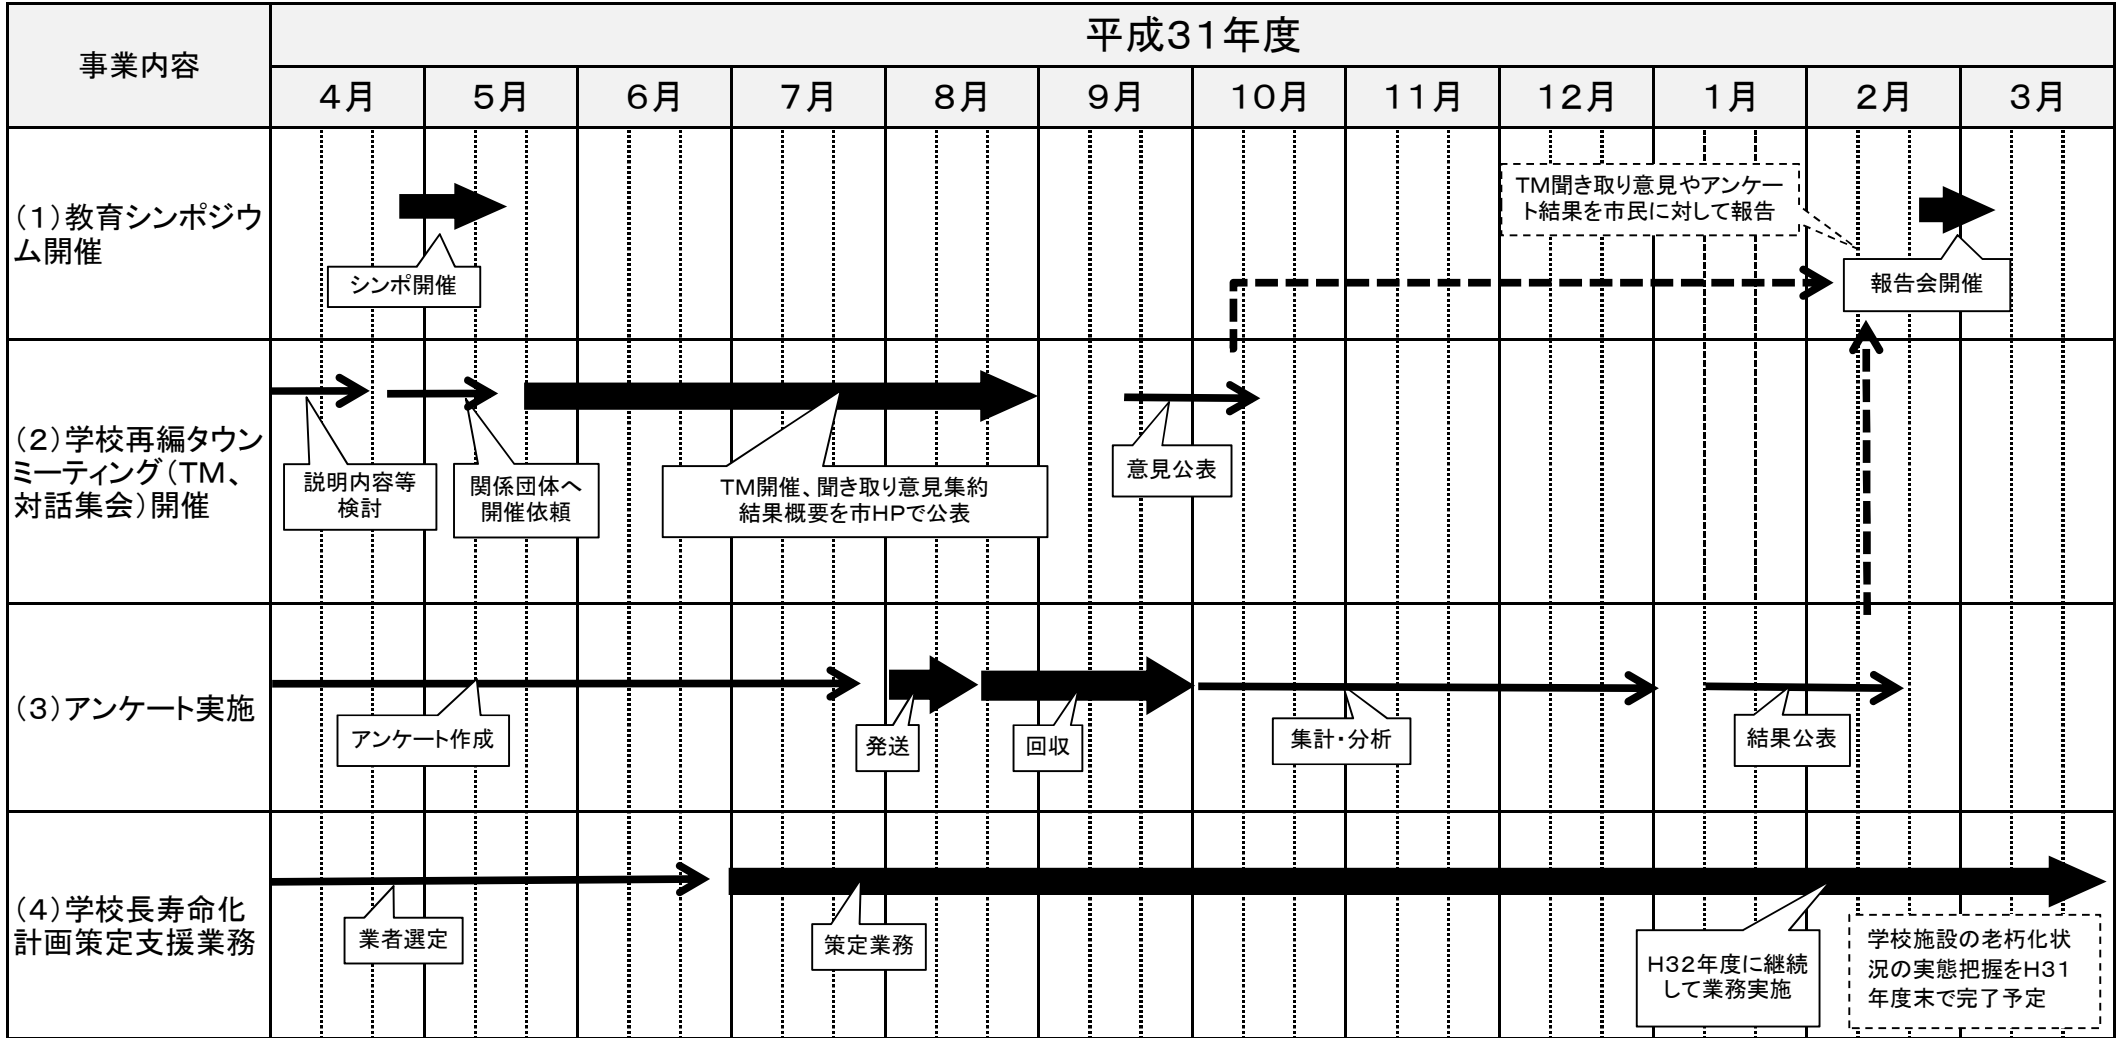 事業内容
平成31年度
4月
5月
6月
7月
8月
9月
10月
11月
12月
1月
2月
3月
(1)教育シンポジウ
ム開催
シンポ開催
TM聞き取り意見やアンケー
ト結果を市民に対して報告
報告会開催
(2)学校再編タウン
ミーティング(TM、
対話集会)開催
説明内容等
検討
関係団体へ
開催依頼
TM開催、聞き取り意見集約
結果概要を市HPで公表
意見公表
(3)アンケート実施
アンケート作成
発送
回収
集計・分析
結果公表
(4)学校長寿命化
計画策定支援業務
業者選定
策定業務
H32年度に継続
して業務実施
学校施設の老朽化状
況の実態把握をH31
年度末で完了予定